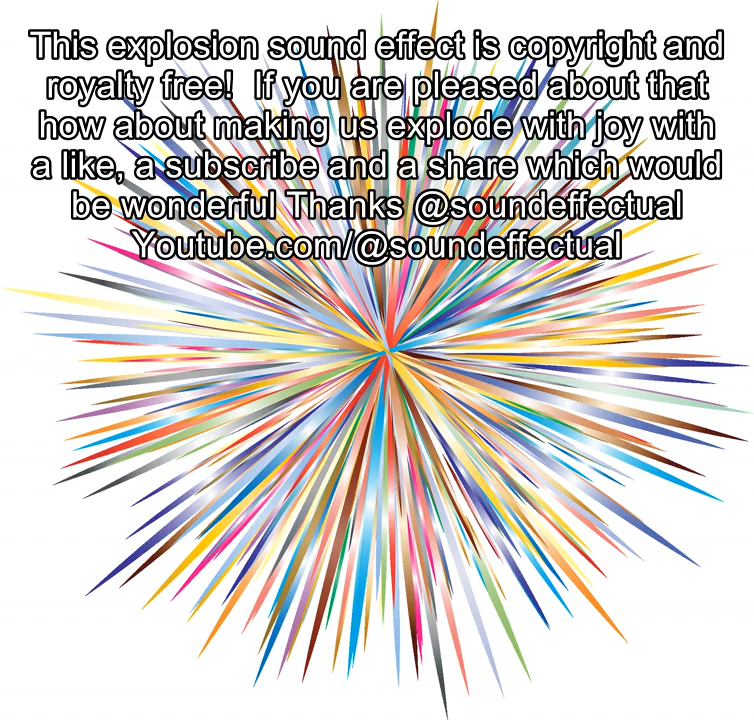 This explosion sound effect is copyright and
royalty free!  If you are pleased about that
how about making us explode with joy with
a like, a subscribe and a share which would
be wonderful Thanks @soundeffectual
Youtube.com/@soundeffectual